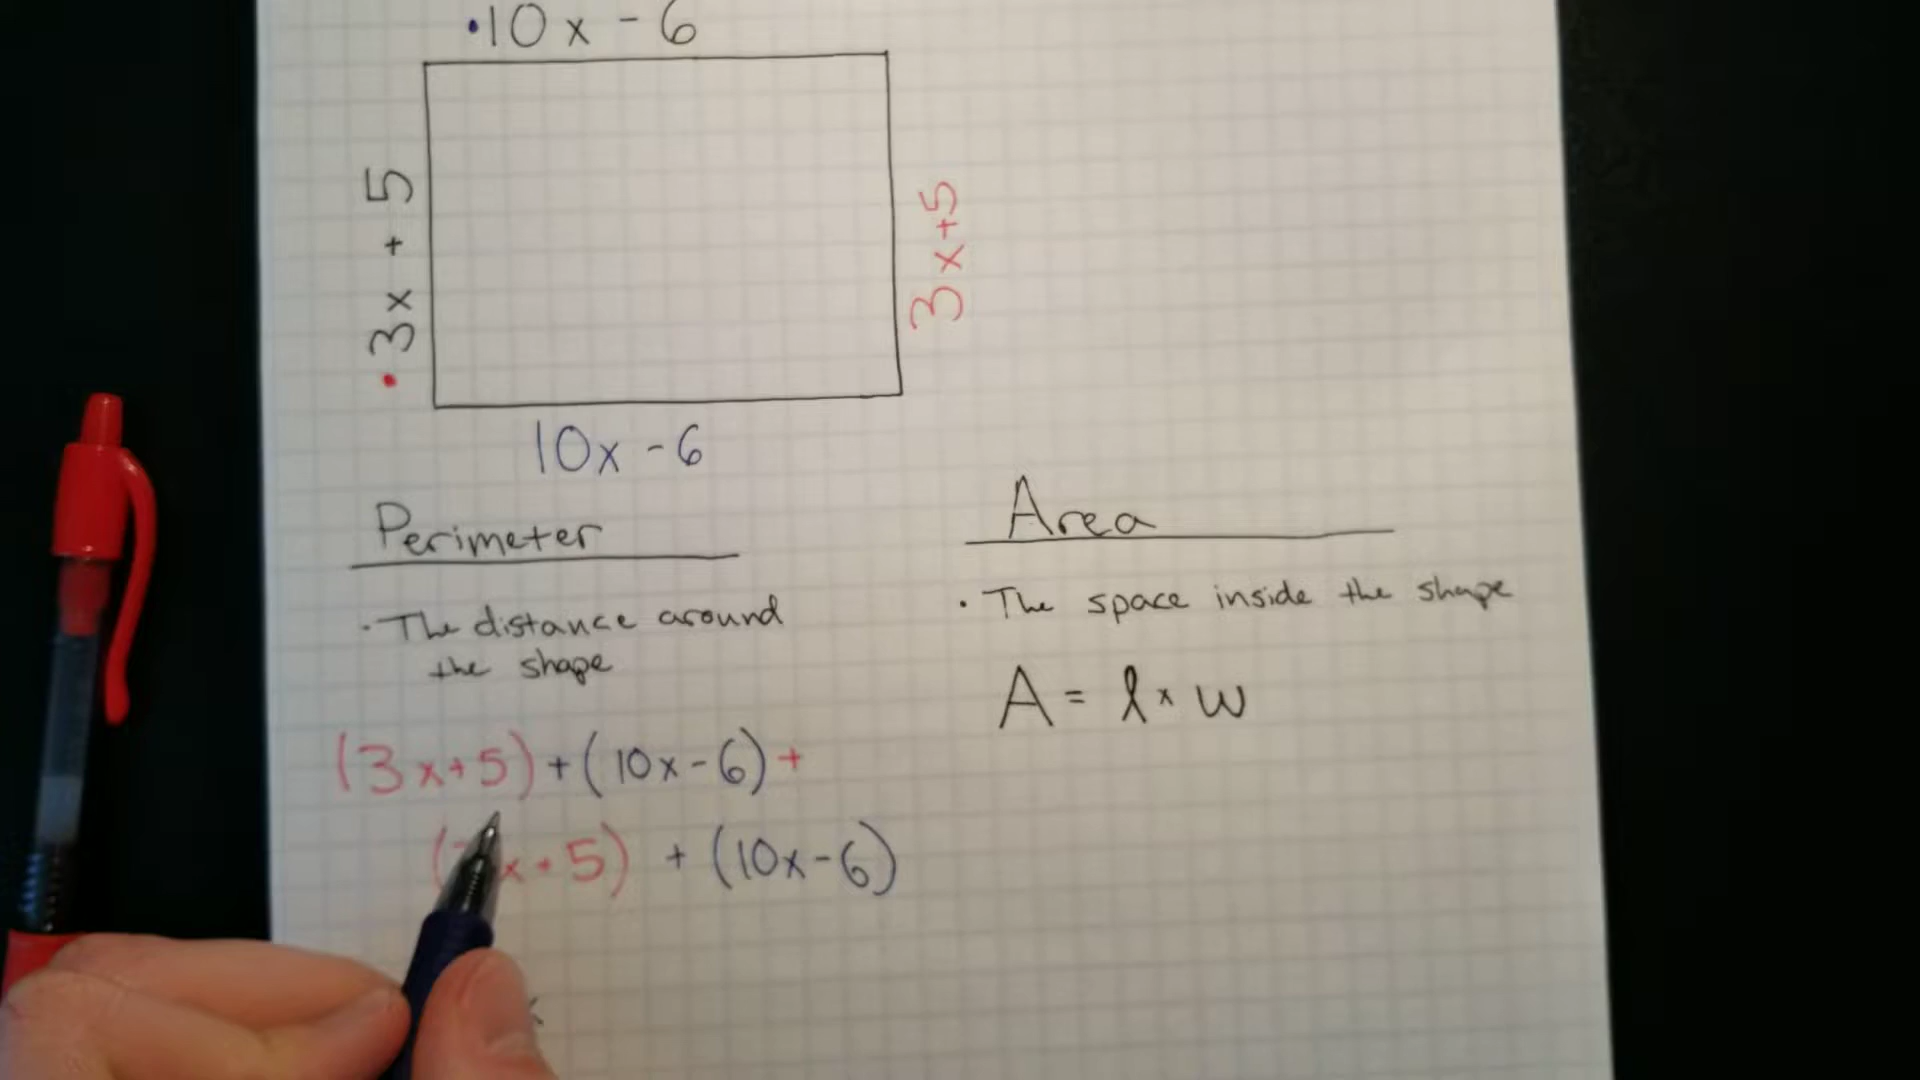 ·10x - 6
·3x + 5
3x+5
10x - 6
Perimeter
· The distance around
the shape
(3x+5) + (10x - 6) +
x + 5) + (10x - 6)
Area
· The space inside the shape
A = l × w